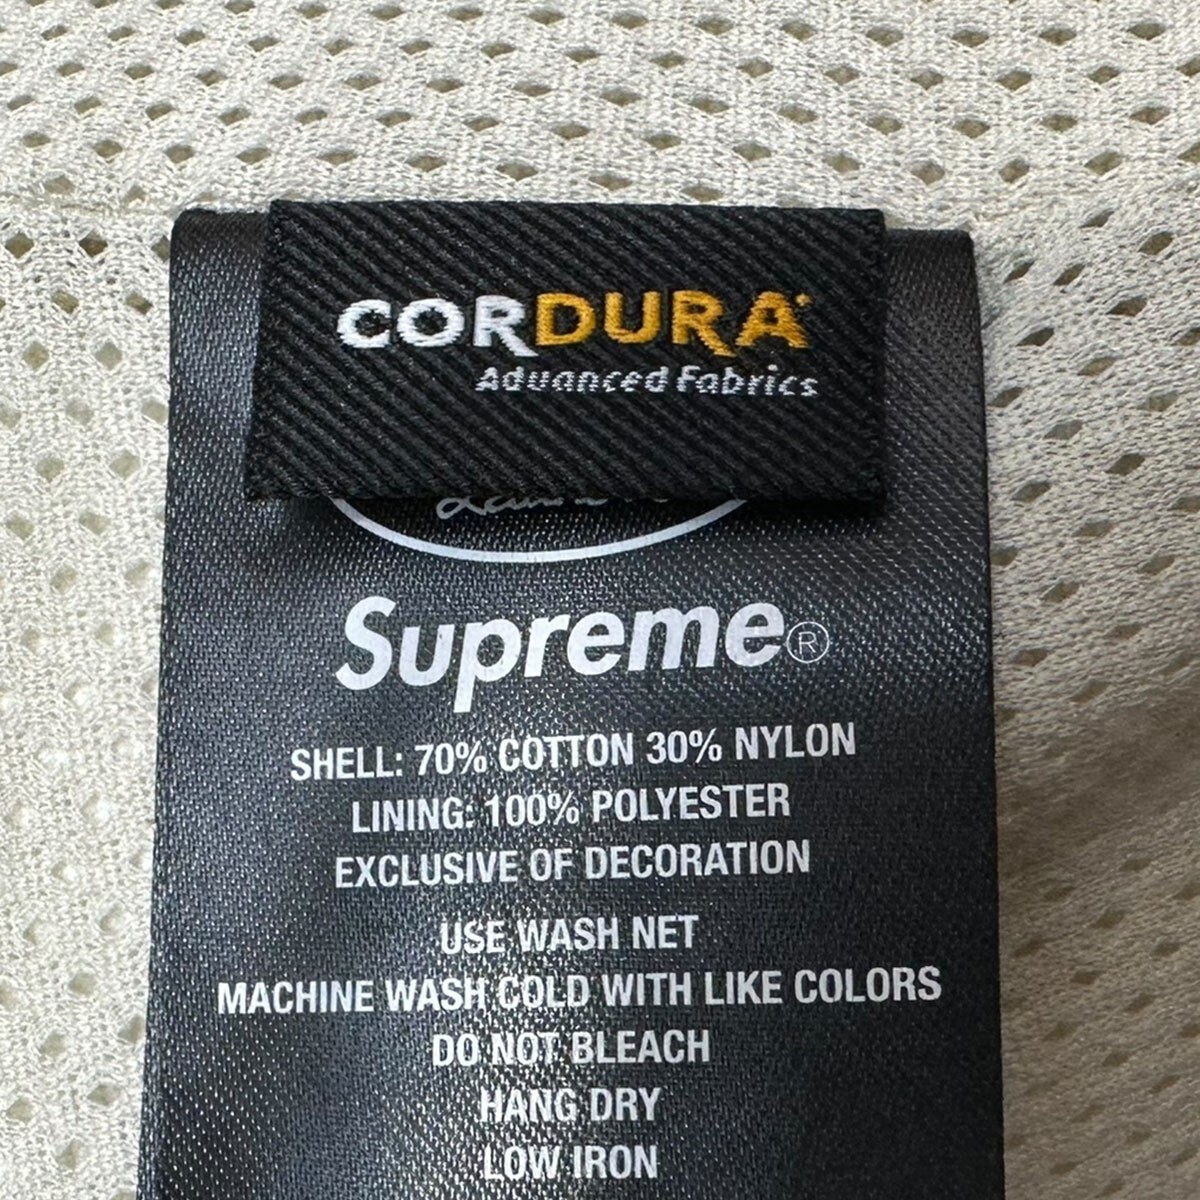 CORDURA
Advanced Fabrics
Supreme®
SHELL: 70% COTTON 30% NYLON
LINING: 100% POLYESTER
EXCLUSIVE OF DECORATION
USE WASH NET
MACHINE WASH COLD WITH LIKE COLORS
DO NOT BLEACH
HANG DRY
LOW IRON